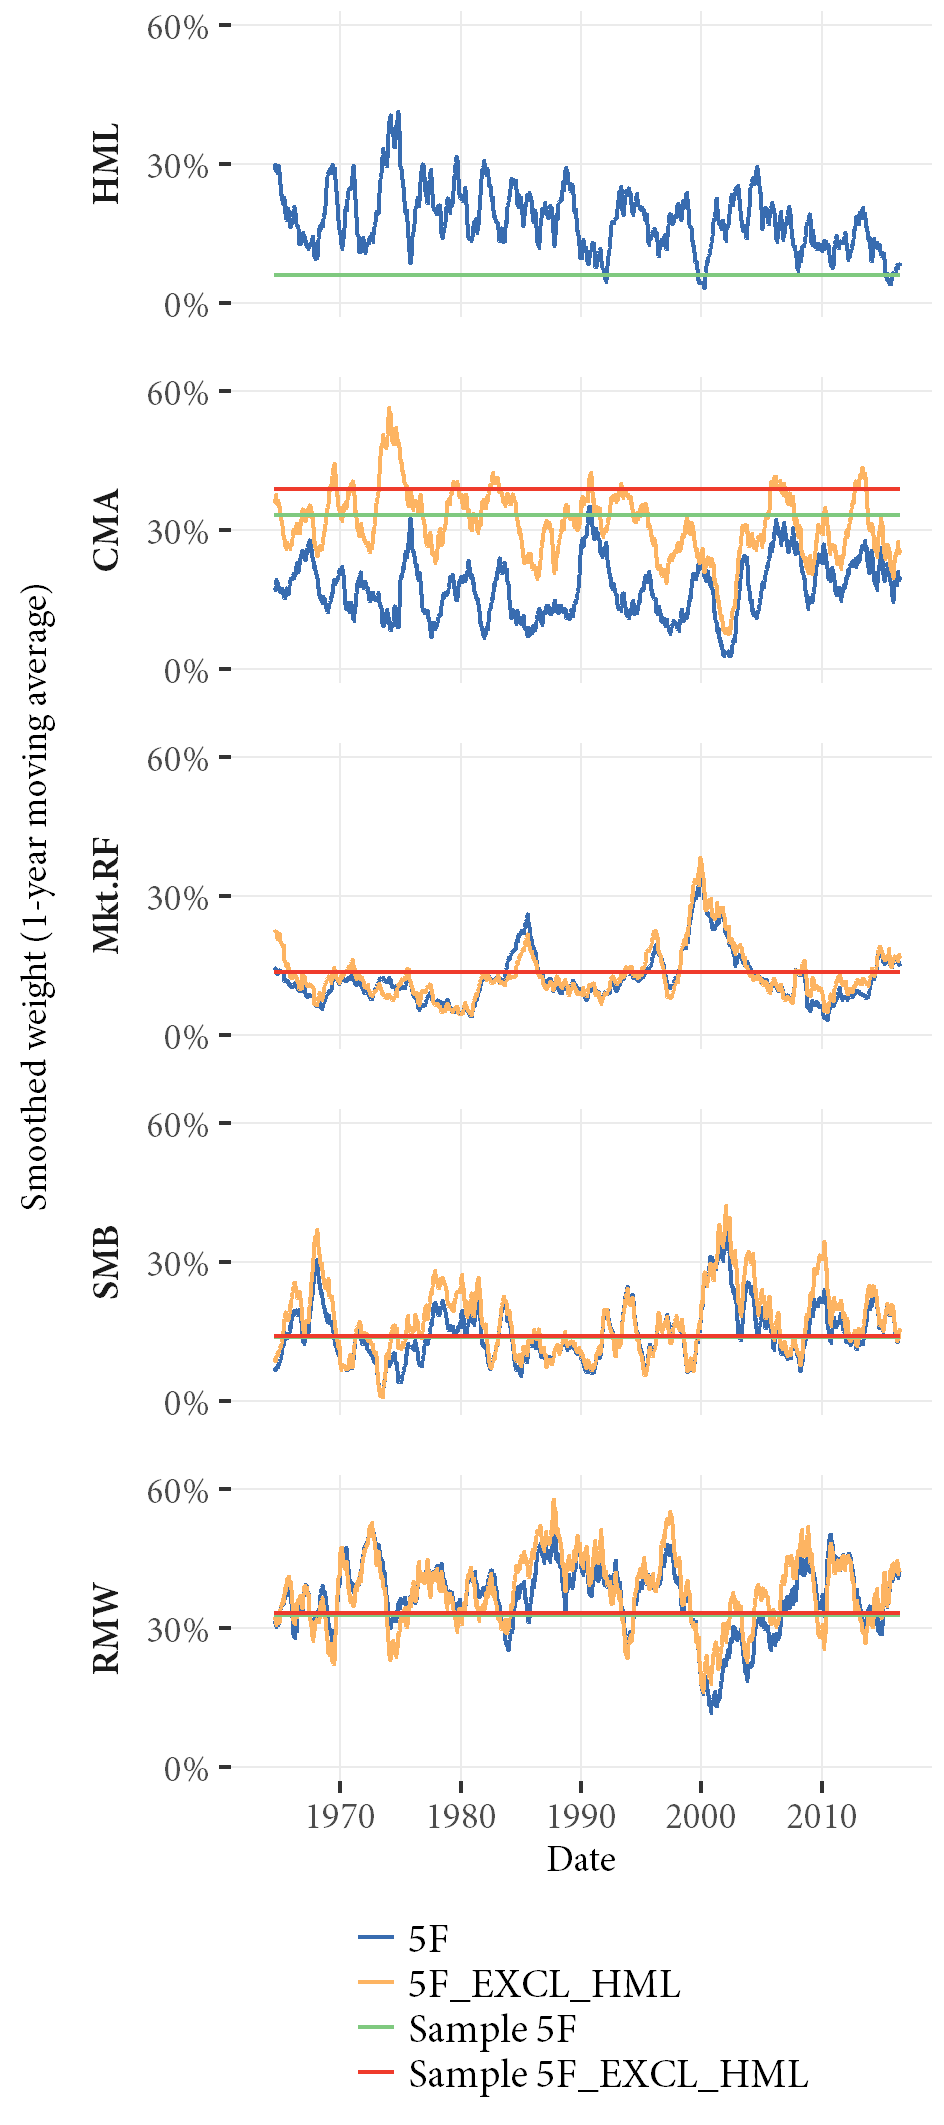 Smoothed weight (1-year moving average)
HML
60%
30%
0%
CMA
60%
30%
0%
Mkt.RF
60%
30%
0%
SMB
60%
30%
0%
RMW
60%
30%
0%
1970 1980 1990 2000 2010
Date
5F
5F_EXCL_HML
Sample 5F
Sample 5F_EXCL_HML